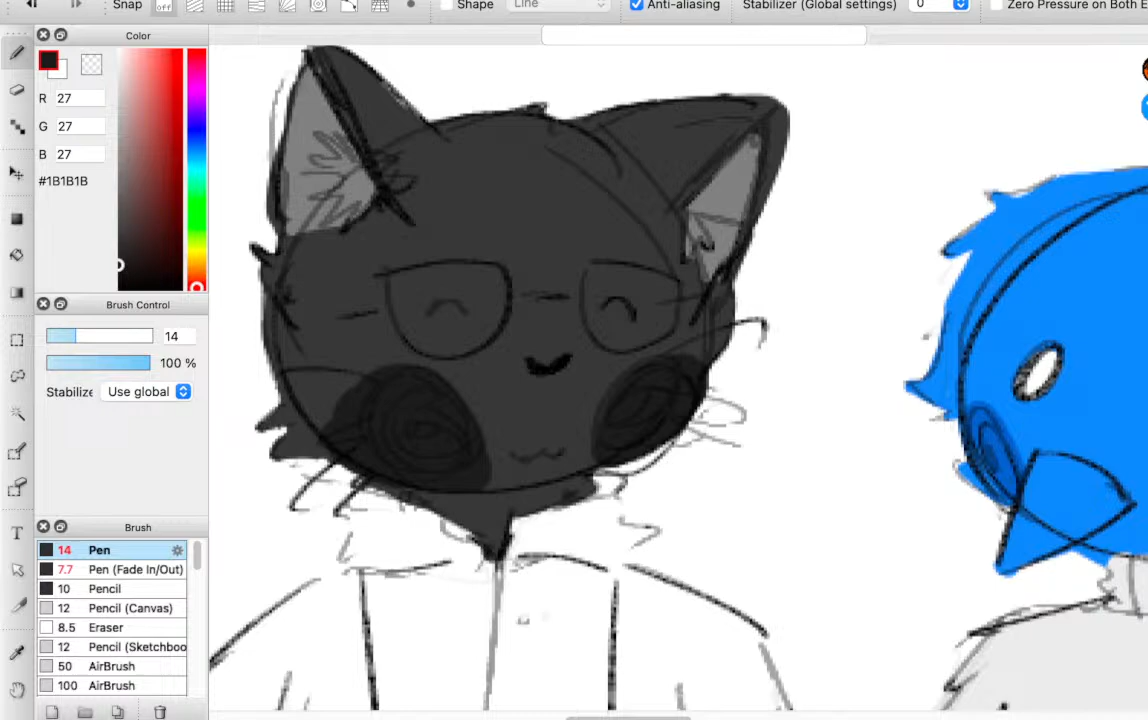 Snap
off
Shape
Line
Anti-aliasing
Stabilizer (Global settings)
0
Zero Pressure on Both E
Color
R 27
G 27
B 27
#1B1B1B
Brush Control
14
100 %
Stabilize
Use global
T
Brush
14 Pen
7.7 Pen (Fade In/Out)
10 Pencil
12 Pencil (Canvas)
8.5 Eraser
12 Pencil (Sketchboo
50 AirBrush
100 AirBrush